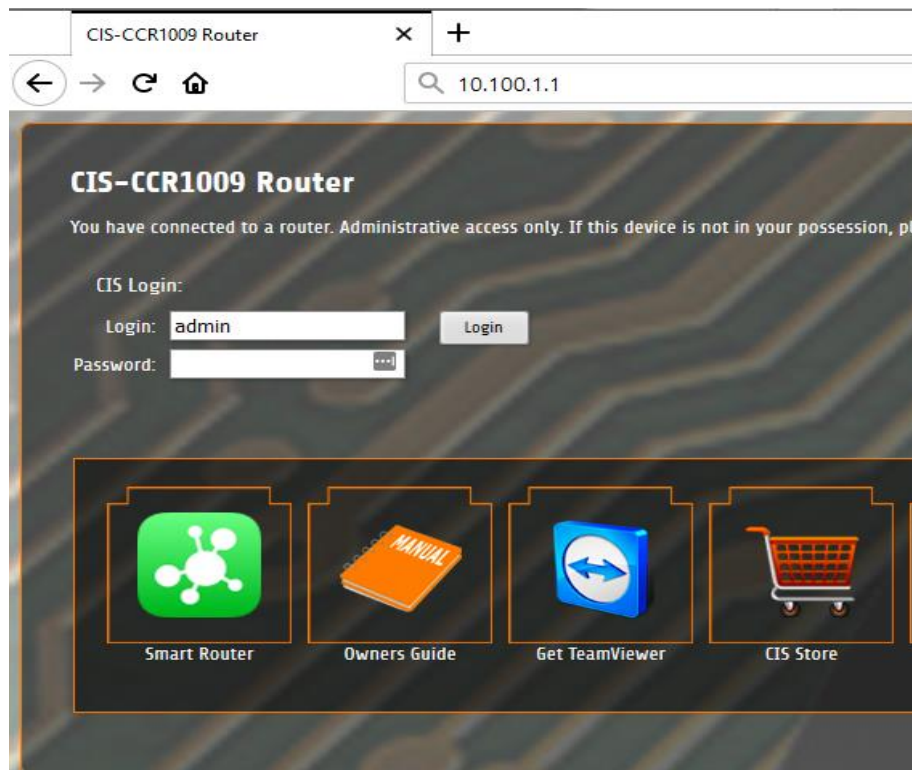 CIS-CCR1009 Router
10.100.1.1
CIS-CCR1009 Router
You have connected to a router. Administrative access only. If this device is not in your possession,
CIS Login:
Login: admin Login
Password:
MANUAL
Smart Router Owners Guide Get TeamViewer CIS Store